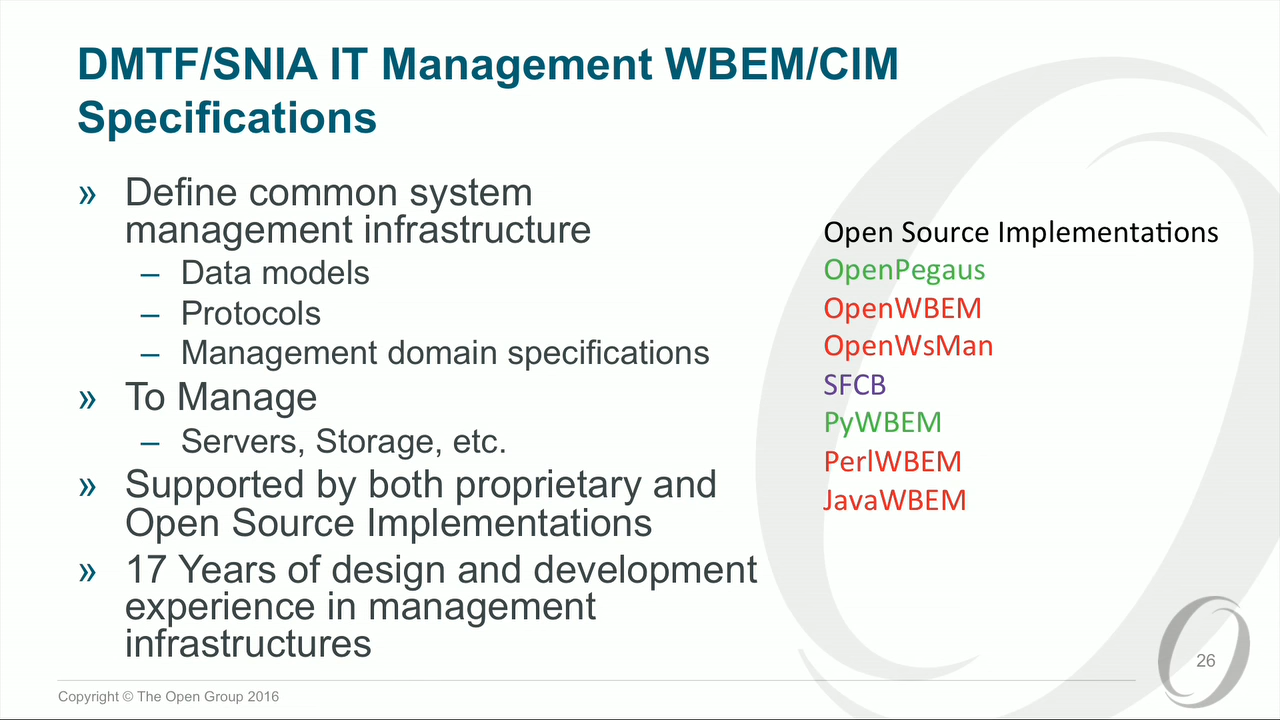 DMTF/SNIA IT Management WBEM/CIM
Specifications
» Define common system
management infrastructure
– Data models
– Protocols
– Management domain specifications
» To Manage
– Servers, Storage, etc.
» Supported by both proprietary and
Open Source Implementations
» 17 Years of design and development
experience in management
infrastructures
Open Source Implementations
OpenPegaus
OpenWBEM
OpenWsMan
SFCB
PyWBEM
PerlWBEM
JavaWBEM
Copyright © The Open Group 2016
26